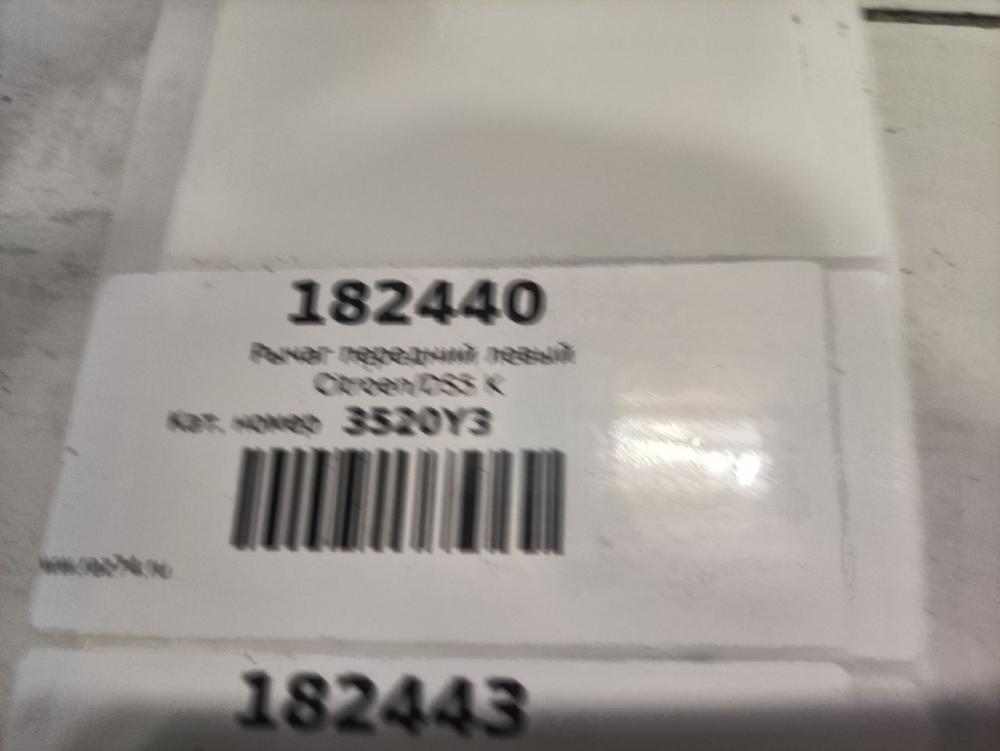 182440
Рычаг передний левый
Citroen/DS3 K
Кат. номер 3520Y3
182443